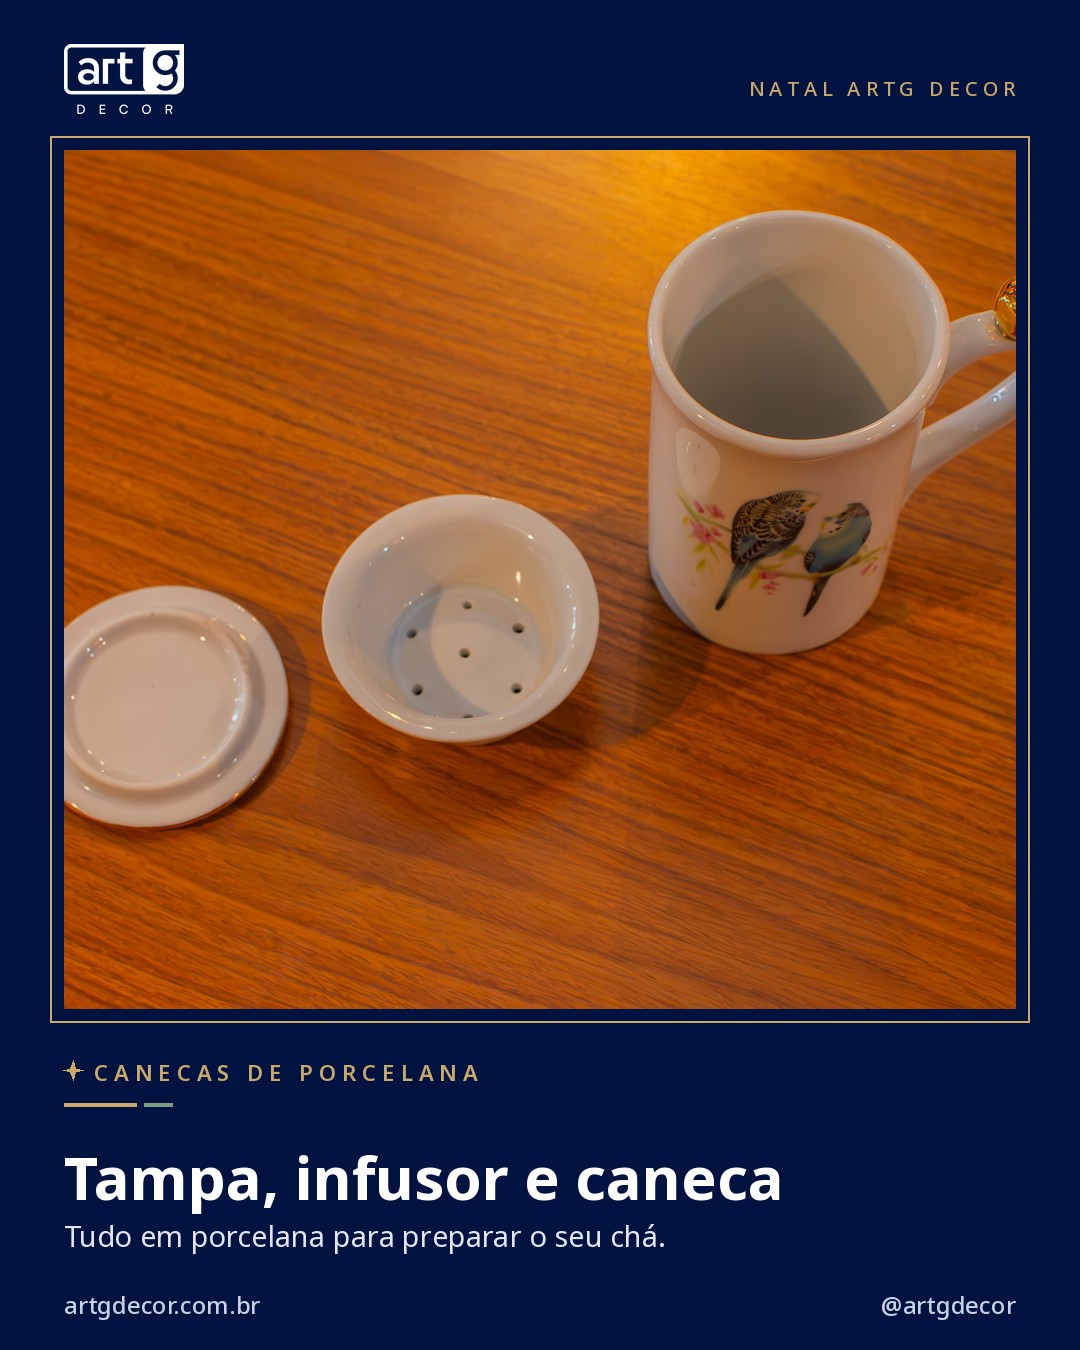 art g
DECOR
NATAL ARTG DECOR
CANECAS DE PORCELANA
Tampa, infusor e caneca
Tudo em porcelana para preparar o seu chá.
artgdecor.com.br
@artgdecor